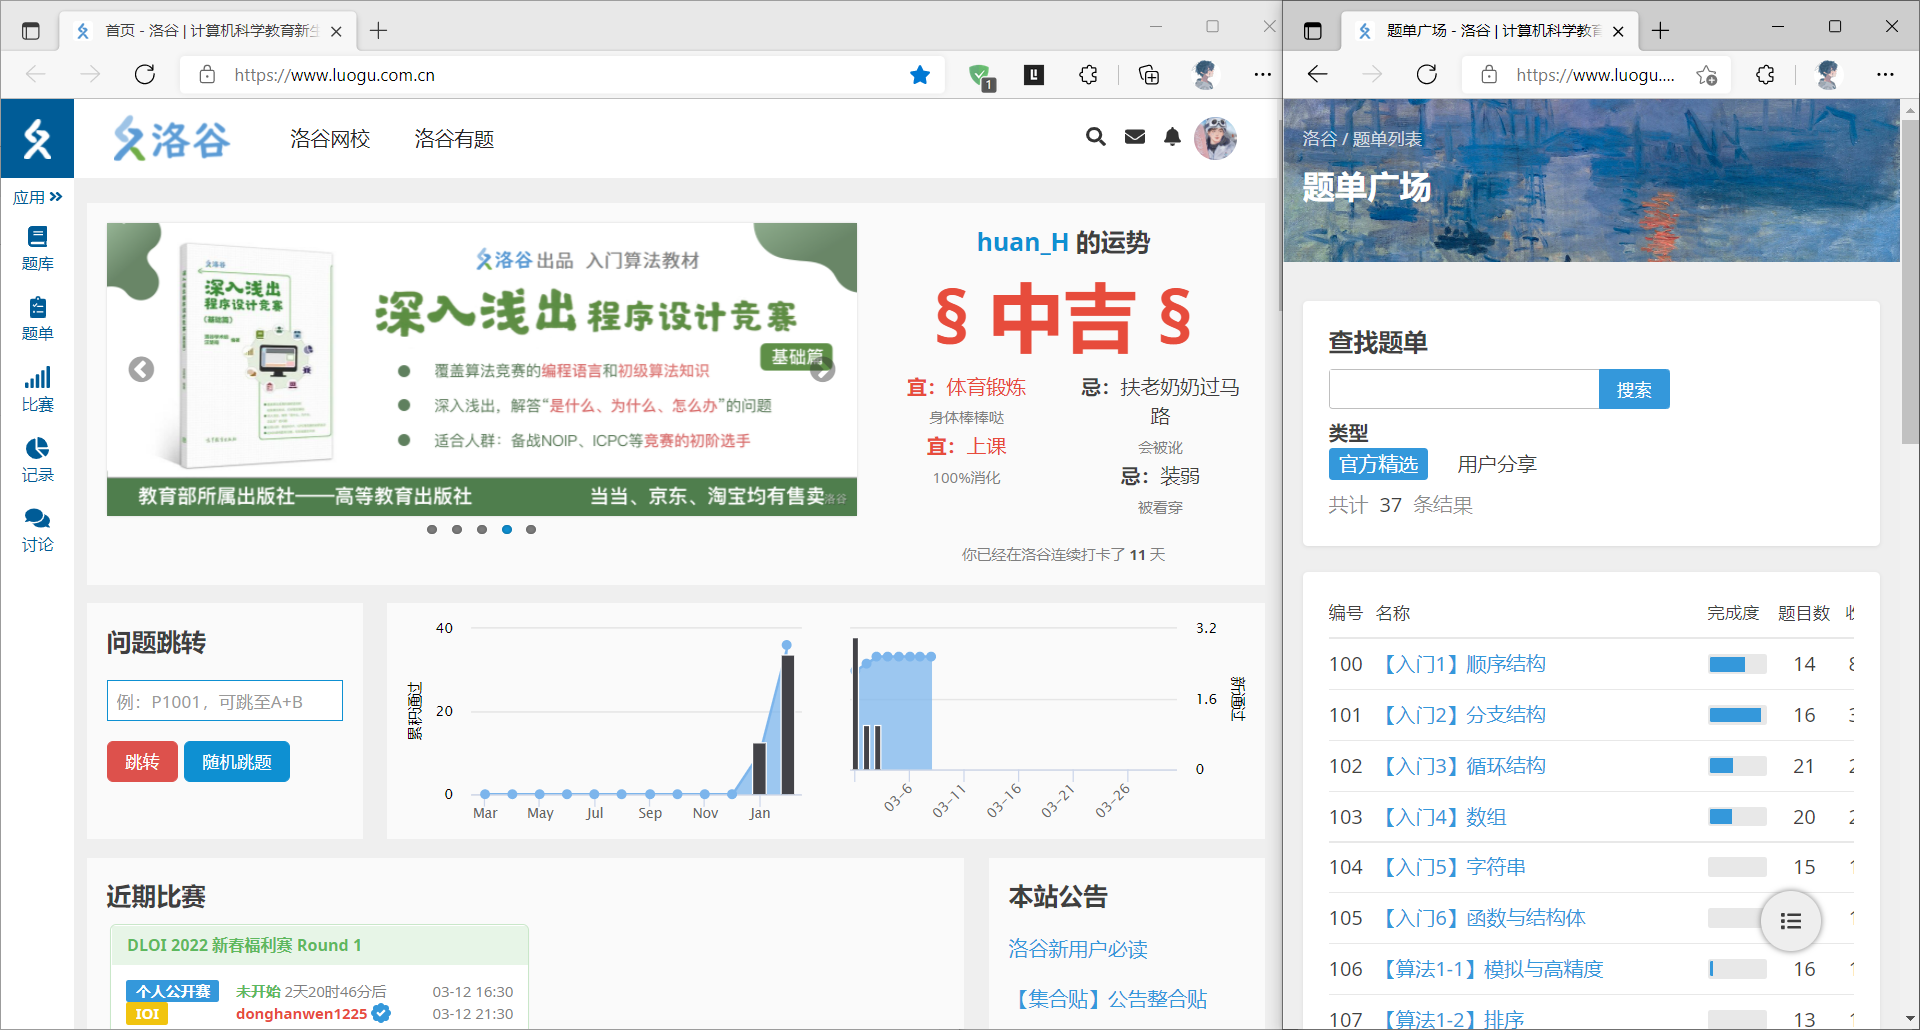 首页 - 洛谷 | 计算机科学教育新生
https://www.luogu.com.cn
1
洛谷
洛谷网校
洛谷有题
应用
题库
题单
比赛
记录
讨论
洛谷
深入浅出
程序设计竞赛
(基础篇)
洛谷 出品 入门算法教材
深入浅出 程序设计竞赛
基础篇
覆盖算法竞赛的编程语言和初级算法知识
深入浅出，解答“是什么、为什么、怎么办”的问题
适合人群：备战NOIP、ICPC等竞赛的初阶选手
教育部所属出版社——高等教育出版社
当当、京东、淘宝均有售卖
洛谷
huan_H 的运势
§ 中吉 §
宜：体育锻炼
身体棒棒哒
宜：上课
100%消化
忌：扶老奶奶过马
路
会被讹
忌：装弱
被看穿
你已经在洛谷连续打卡了 11 天
问题跳转
例：P1001，可跳至A+B
跳转
随机跳题
累积通过
40
20
0
Mar
May
Jul
Sep
Nov
Jan
3.2
1.6
0
新通过
03-6
03-11
03-16
03-21
03-26
近期比赛
DLOI 2022 新春福利赛 Round 1
个人公开赛
IOI
未开始 2天20时46分后
donghanwen1225
03-12 16:30
03-12 21:30
本站公告
洛谷新用户必读
【集合贴】公告整合贴
题单广场 - 洛谷 | 计算机科学教育
https://www.luogu....
洛谷 / 题单列表
题单广场
查找题单
搜索
类型
官方精选
用户分享
共计 37 条结果
编号 名称 完成度 题目数
100 【入门1】顺序结构 14
101 【入门2】分支结构 16
102 【入门3】循环结构 21
103 【入门4】数组 20
104 【入门5】字符串 15
105 【入门6】函数与结构体
106 【算法1-1】模拟与高精度 16
107 【算法1-2】排序 13